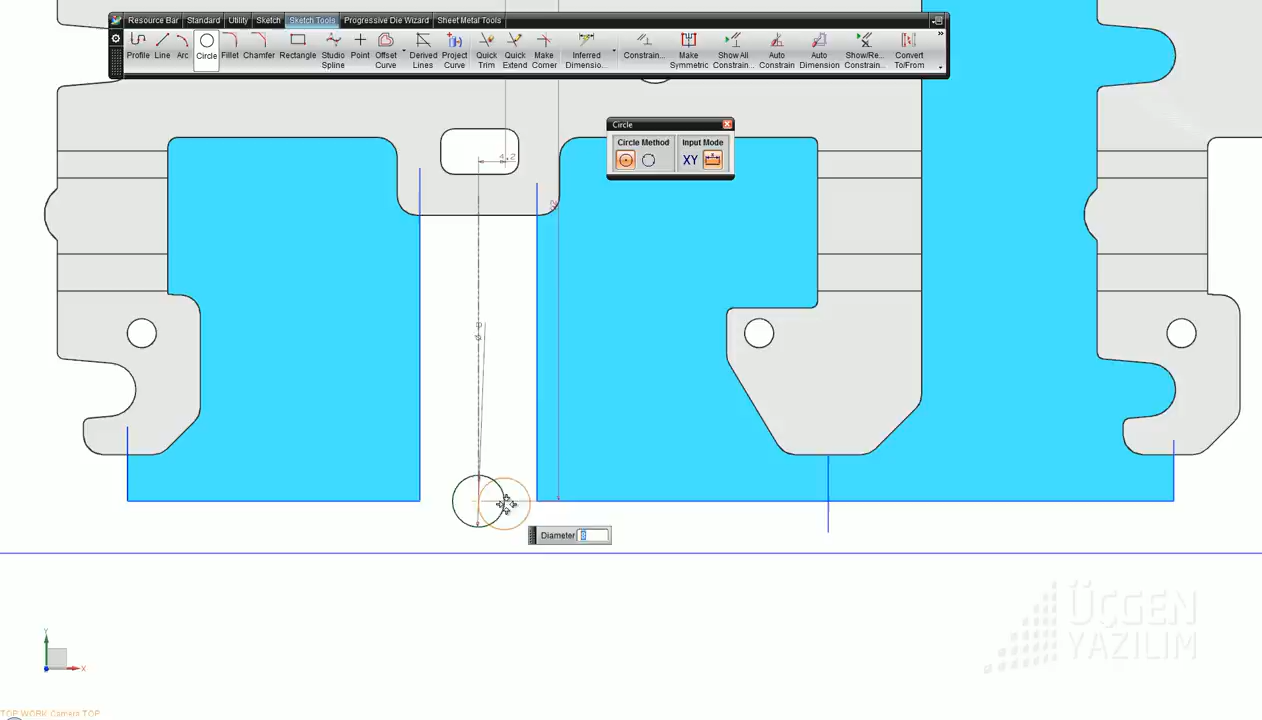 Resource Bar Standard Utility Sketch Sketch Tools Progressive Die Wizard Sheet Metal Tools
Profile Line Arc Circle Fillet Chamfer Rectangle Studio Spline Point Offset Curve Derived Lines Project Curve Quick Trim Quick Extend Make Corner Inferred Dimensio... Constrain... Make Symmetric Show All Constrain... Auto Constrain Auto Dimension Show/Re... Constrain... Convert To/From
Circle
Circle Method Input Mode
XY
4.2
Diameter 8
ÜÇGEN
YAZILIM
Y
X
TOP WORK Camera TOP